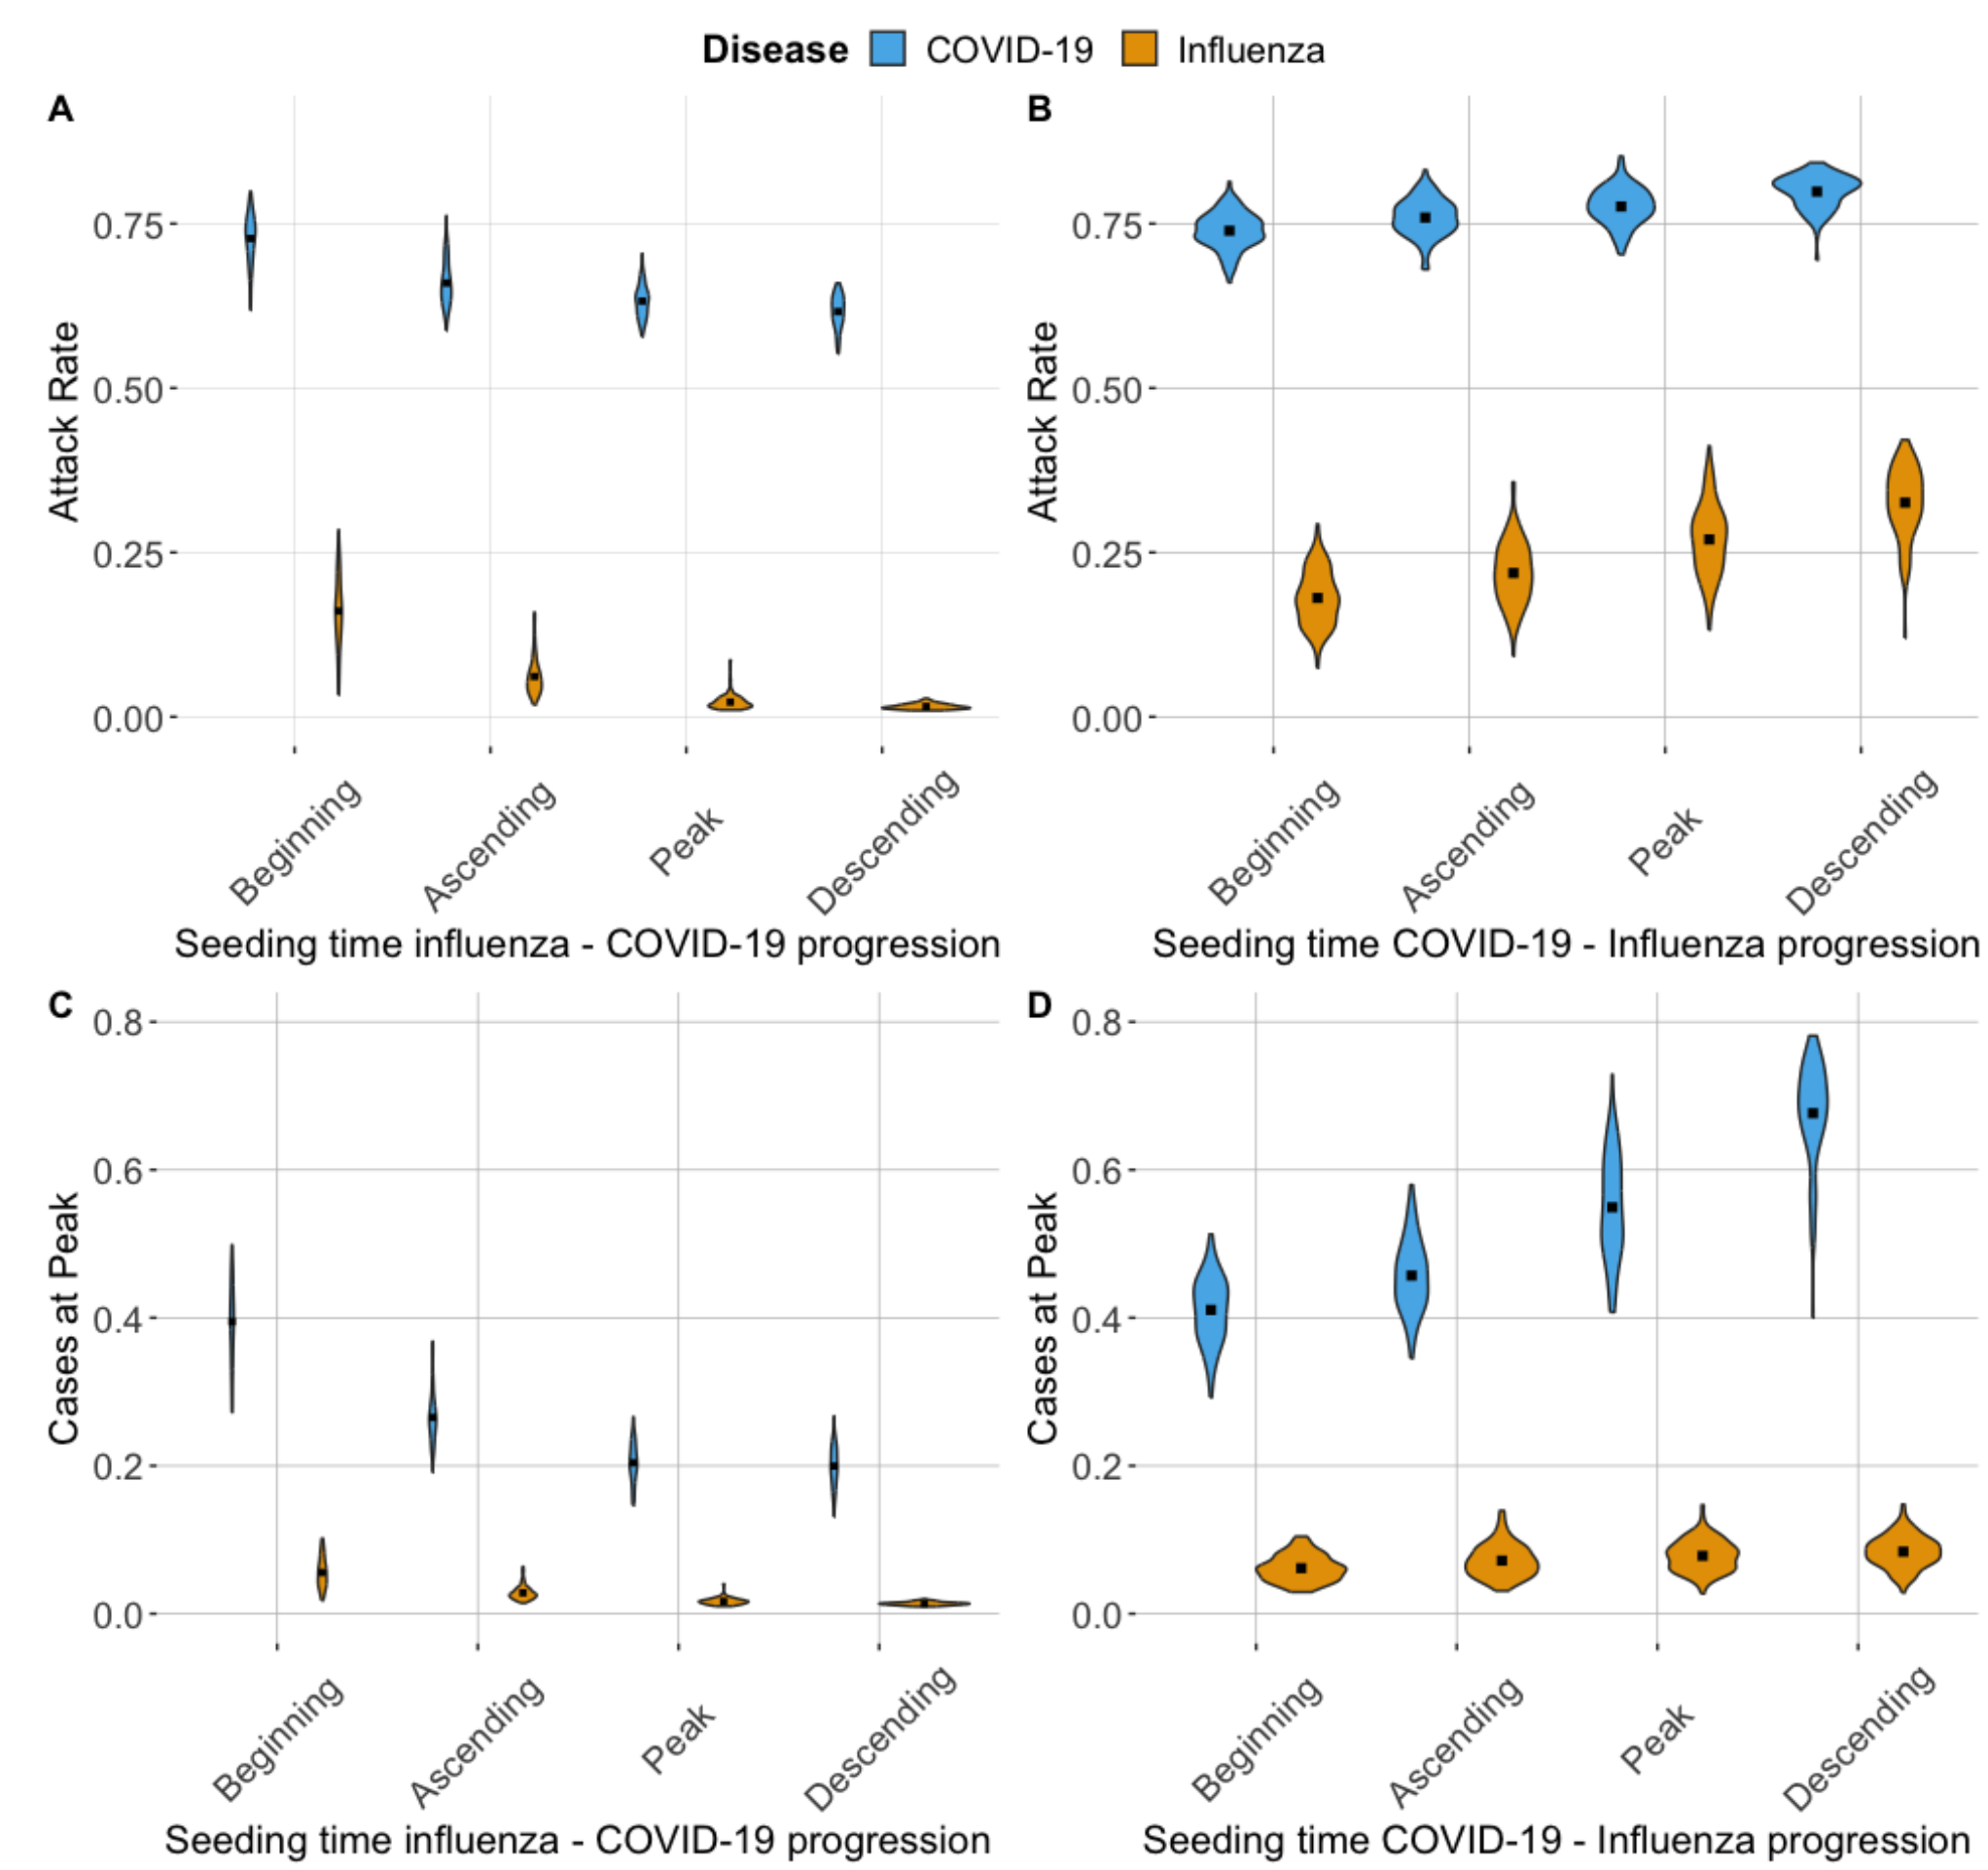 Disease COVID-19 Influenza
A
Attack Rate
0.75
0.50
0.25
0.00
Beginning
Ascending
Peak
Descending
Seeding time influenza - COVID-19 progression
B
Attack Rate
0.75
0.50
0.25
0.00
Beginning
Ascending
Peak
Descending
Seeding time COVID-19 - Influenza progression
C
Cases at Peak
0.8
0.6
0.4
0.2
0.0
Beginning
Ascending
Peak
Descending
Seeding time influenza - COVID-19 progression
D
Cases at Peak
0.8
0.6
0.4
0.2
0.0
Beginning
Ascending
Peak
Descending
Seeding time COVID-19 - Influenza progression